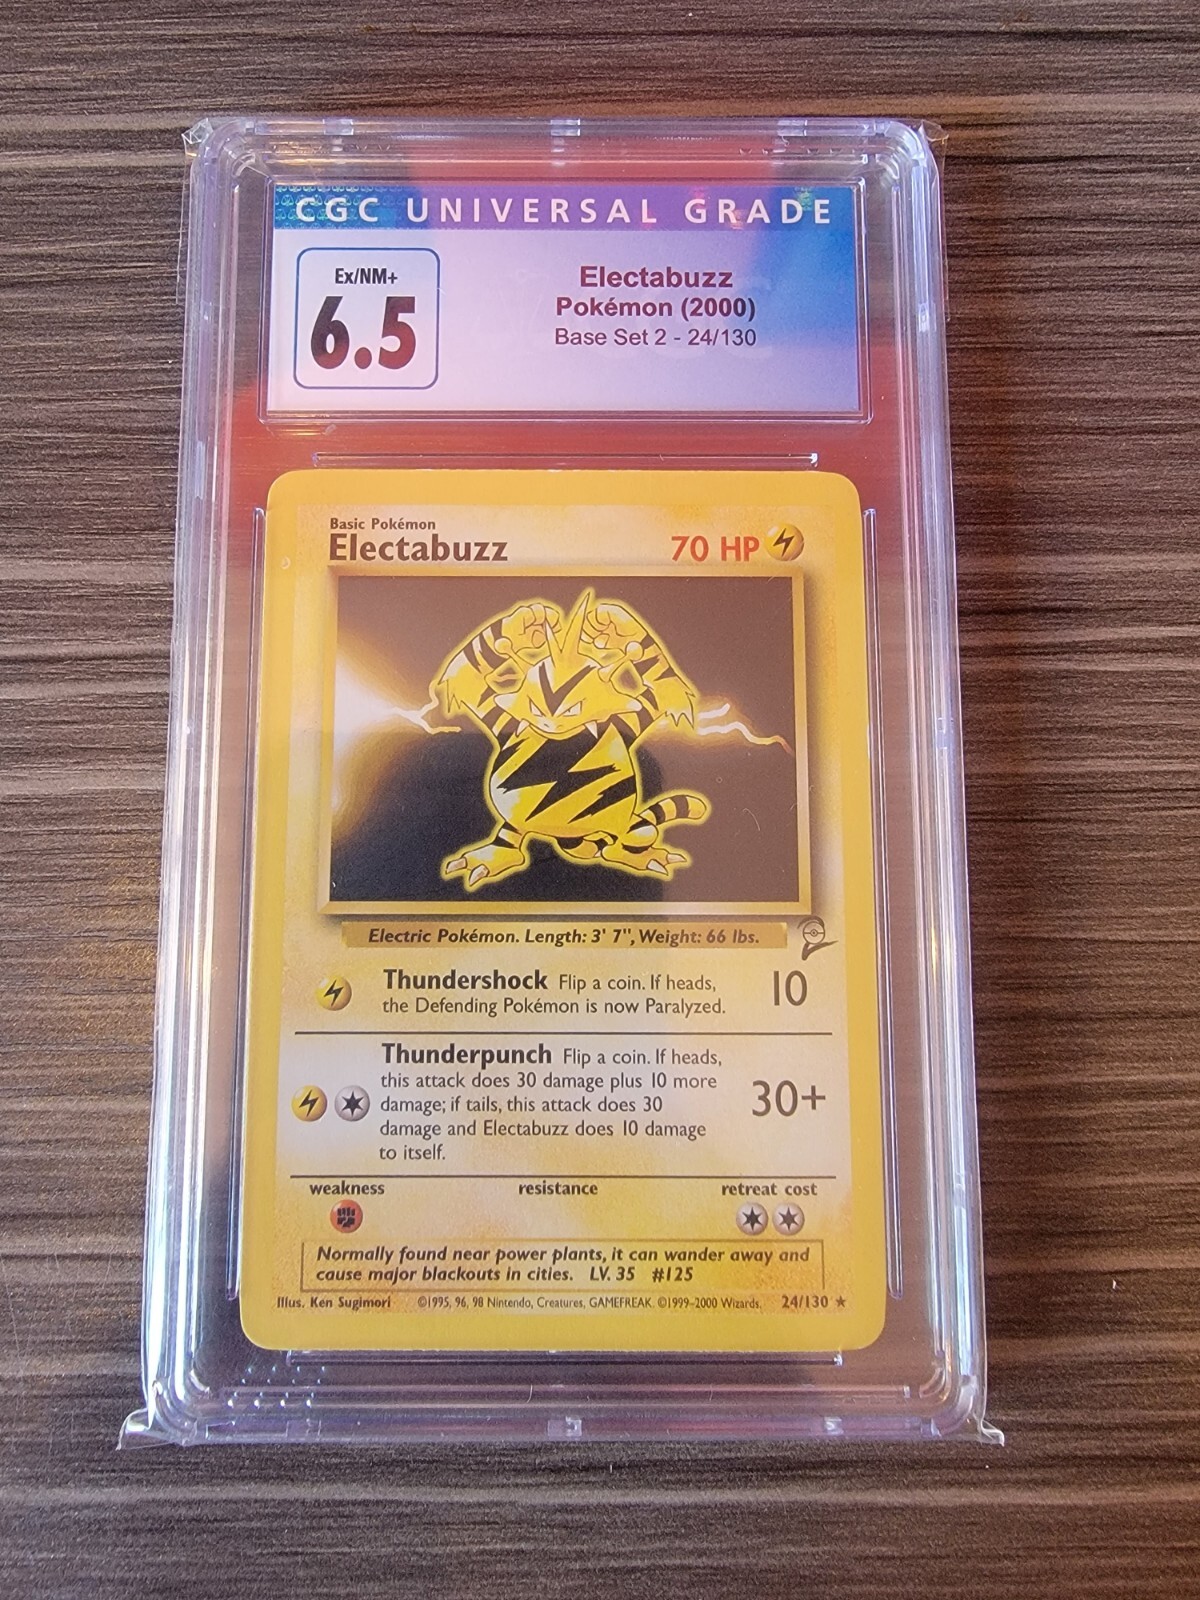 CGC UNIVERSAL GRADE
Ex/NM+
6.5
Electabuzz
Pokémon (2000)
Base Set 2 - 24/130
Basic Pokémon
Electabuzz
70 HP
Electric Pokémon. Length: 3' 7", Weight: 66 lbs.
Thundershock Flip a coin. If heads,
the Defending Pokémon is now Paralyzed.
10
Thunderpunch Flip a coin. If heads,
this attack does 30 damage plus 10 more
damage; if tails, this attack does 30
damage and Electabuzz does 10 damage
to itself.
30+
weakness
resistance
retreat cost
Normally found near power plants, it can wander away and
cause major blackouts in cities. LV. 35 #125
Illus. Ken Sugimori ©1995, 96, 98 Nintendo, Creatures, GAMEFREAK. ©1999-2000 Wizards. 24/130 ★